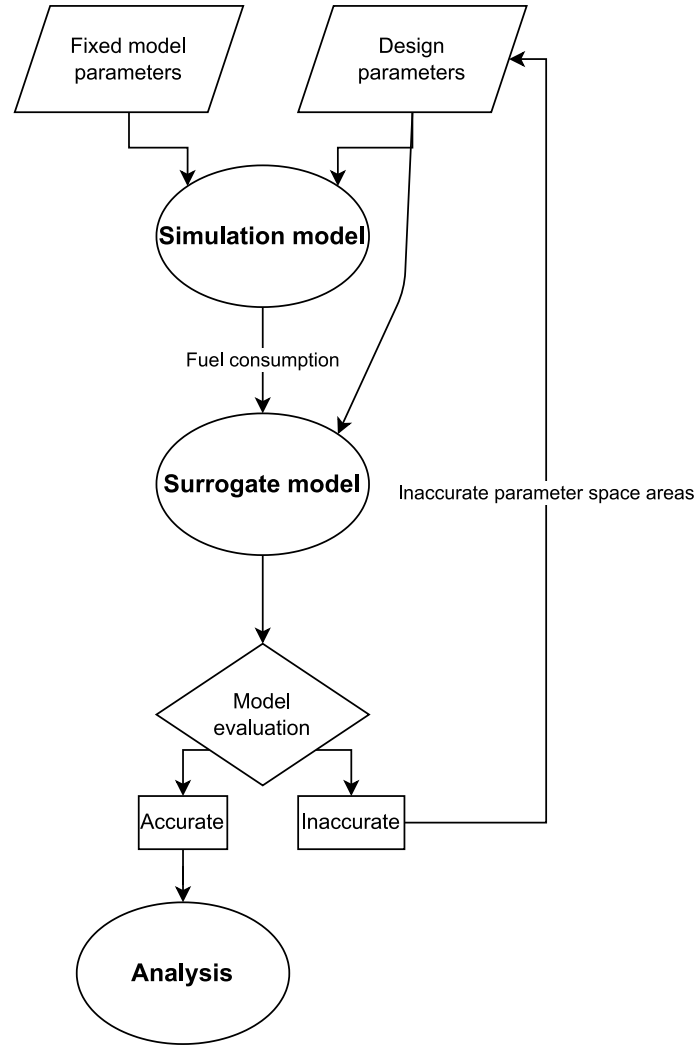 Fixed model
parameters
Design
parameters
Simulation model
Fuel consumption
Surrogate model
Inaccurate parameter space areas
Model
evaluation
Accurate
Inaccurate
Analysis